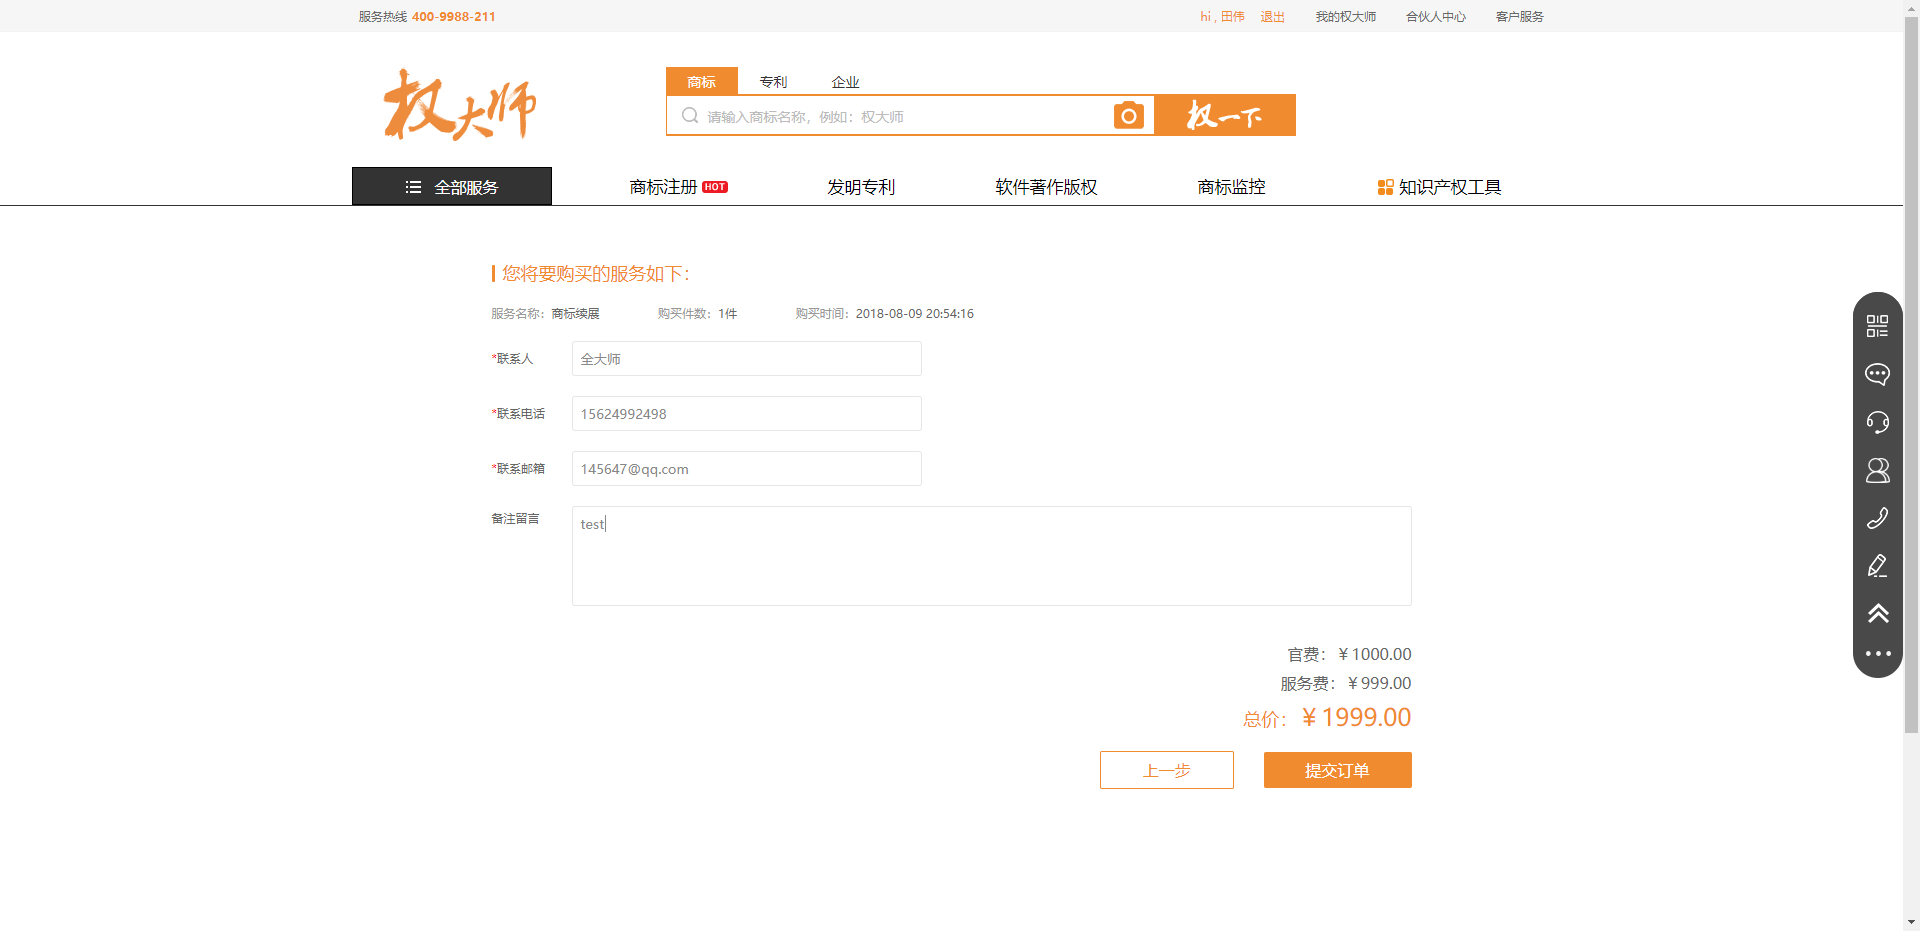 服务热线 400-9988-211
hi , 田伟 退出 我的权大师 合伙人中心 客户服务
权大师
商标 专利 企业
请输入商标名称，例如：权大师
权一下
全部服务 商标注册 HOT 发明专利 软件著作版权 商标监控 知识产权工具
您将要购买的服务如下：
服务名称：商标续展 购买件数：1件 购买时间：2018-08-09 20:54:16
*联系人 全大师
*联系电话 15624992498
*联系邮箱 145647@qq.com
备注留言 test
官费：￥1000.00
服务费：￥999.00
总价：￥1999.00
上一步 提交订单